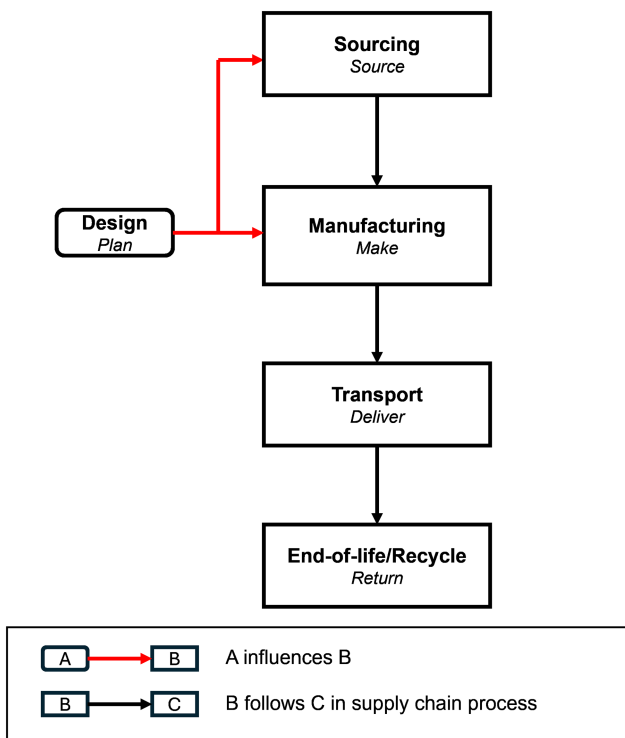 Sourcing
Source
Design
Plan
Manufacturing
Make
Transport
Deliver
End-of-life/Recycle
Return
A B A influences B
B C B follows C in supply chain process